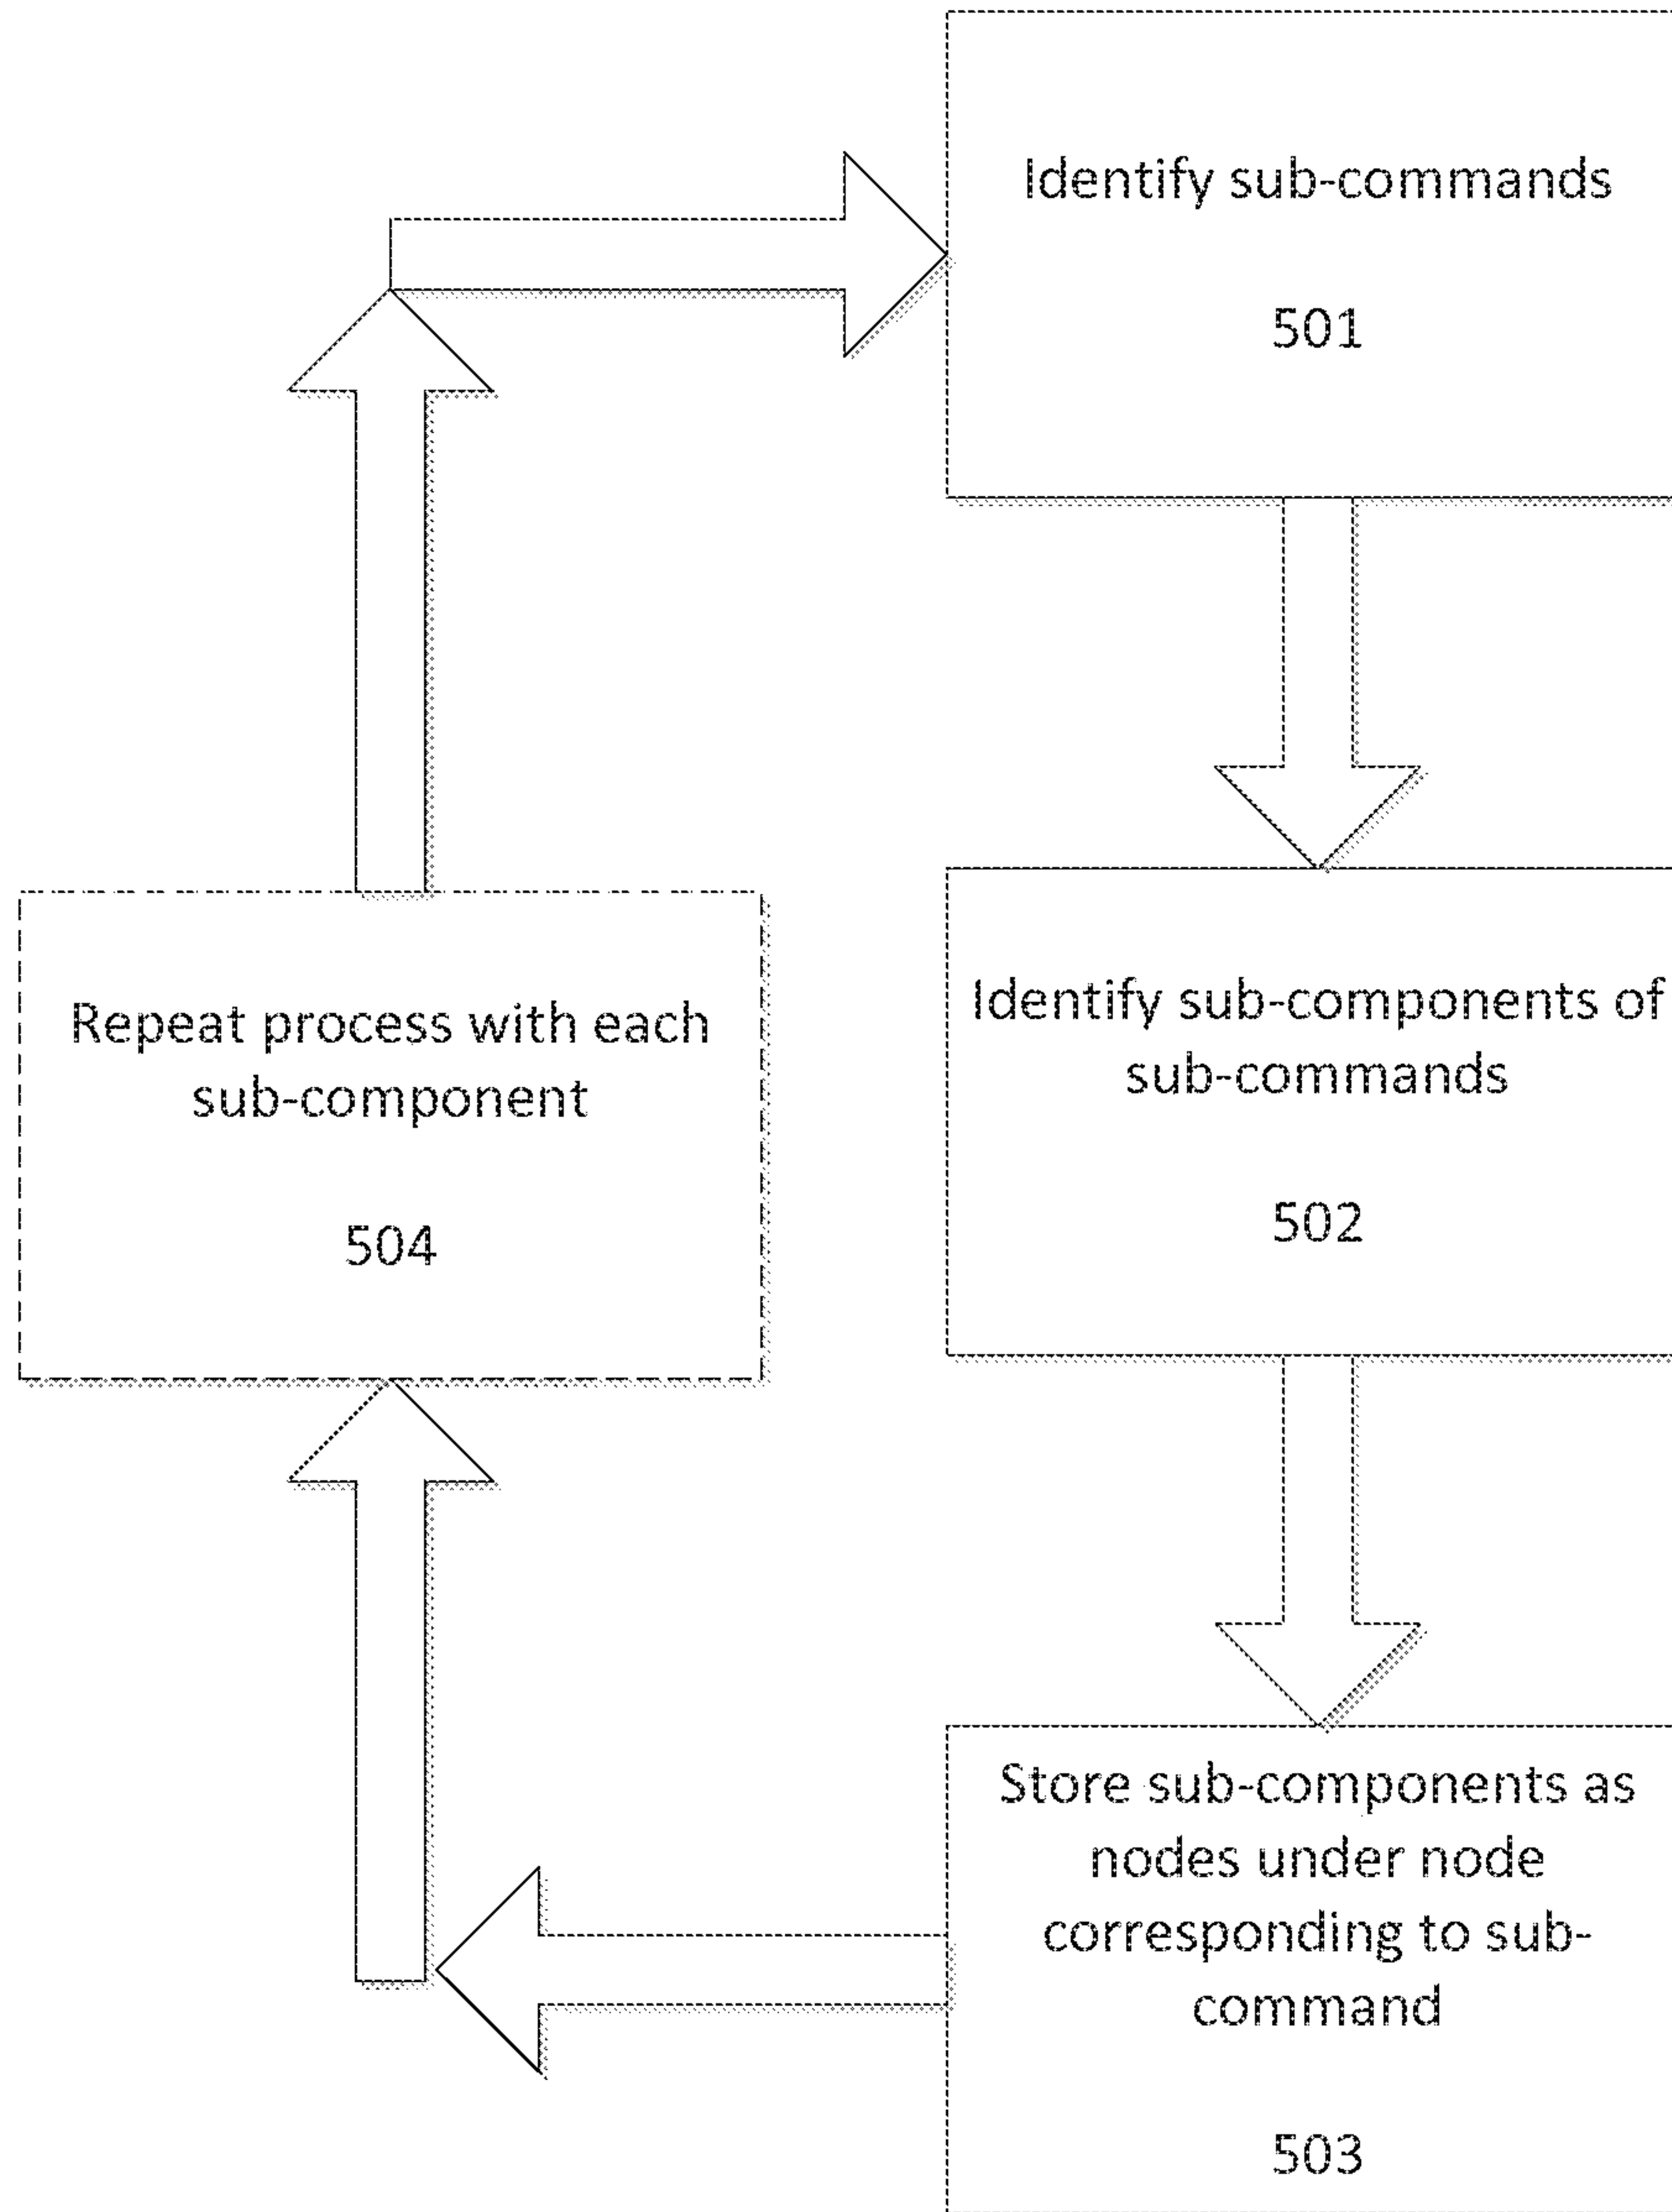 Identify sub-commands
501
Identify sub-components of
sub-commands
502
Repeat process with each
sub-component
504
Store sub-components as
nodes under node
corresponding to sub-
command
503